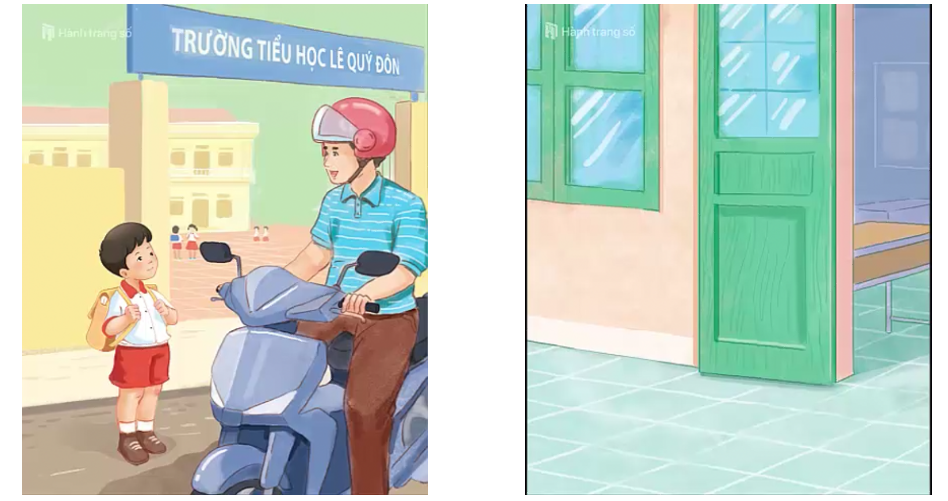 Hành trang số
TRƯỜNG TIỂU HỌC LÊ QUÝ ĐÔN
Hành trang số